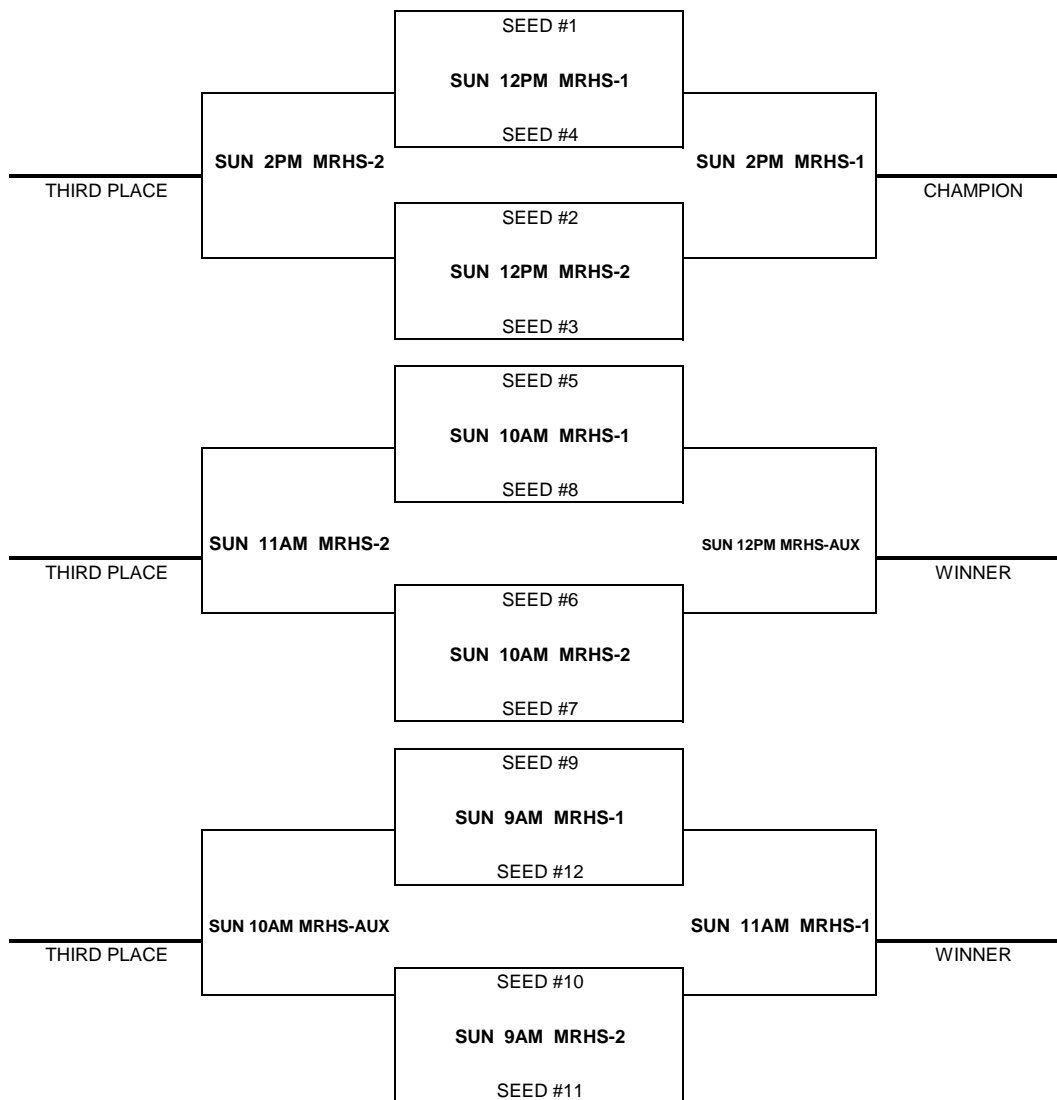 SEED #1
SUN 12PM MRHS-1
SEED #4
SUN 2PM MRHS-2
SUN 2PM MRHS-1
THIRD PLACE
CHAMPION
SEED #2
SUN 12PM MRHS-2
SEED #3
SEED #5
SUN 10AM MRHS-1
SEED #8
SUN 11AM MRHS-2
SUN 12PM MRHS-AUX
THIRD PLACE
WINNER
SEED #6
SUN 10AM MRHS-2
SEED #7
SEED #9
SUN 9AM MRHS-1
SEED #12
SUN 10AM MRHS-AUX
SUN 11AM MRHS-1
THIRD PLACE
WINNER
SEED #10
SUN 9AM MRHS-2
SEED #11